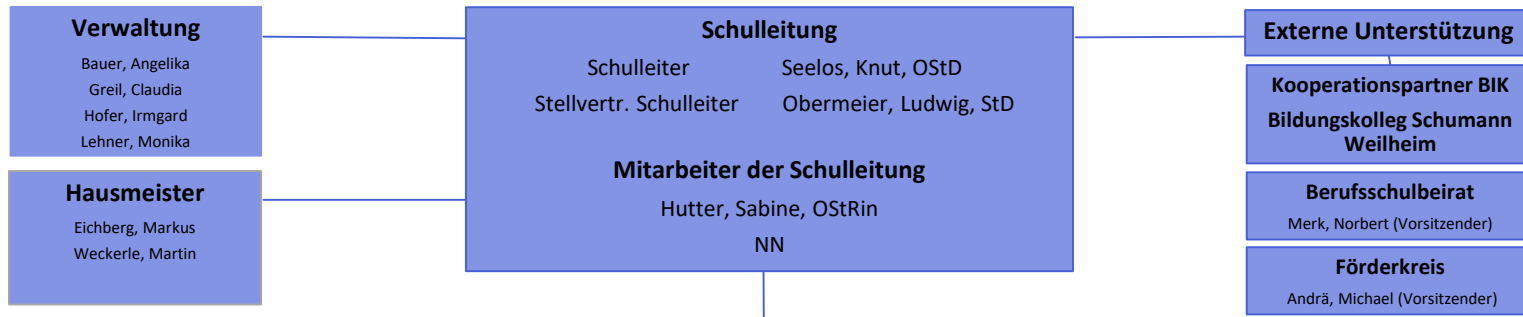 Verwaltung
Bauer, Angelika
Greil, Claudia
Hofer, Irmgard
Lehner, Monika
Hausmeister
Eichberg, Markus
Weckerle, Martin
Schulleitung
Schulleiter Seelos, Knut, OStD
Stellvertr. Schulleiter Obermeier, Ludwig, StD
Mitarbeiter der Schulleitung
Hutter, Sabine, OStRin
NN
Externe Unterstützung
Kooperationspartner BIK
Bildungskolleg Schumann
Weilheim
Berufsschulbeirat
Merk, Norbert (Vorsitzender)
Förderkreis
Andrä, Michael (Vorsitzender)